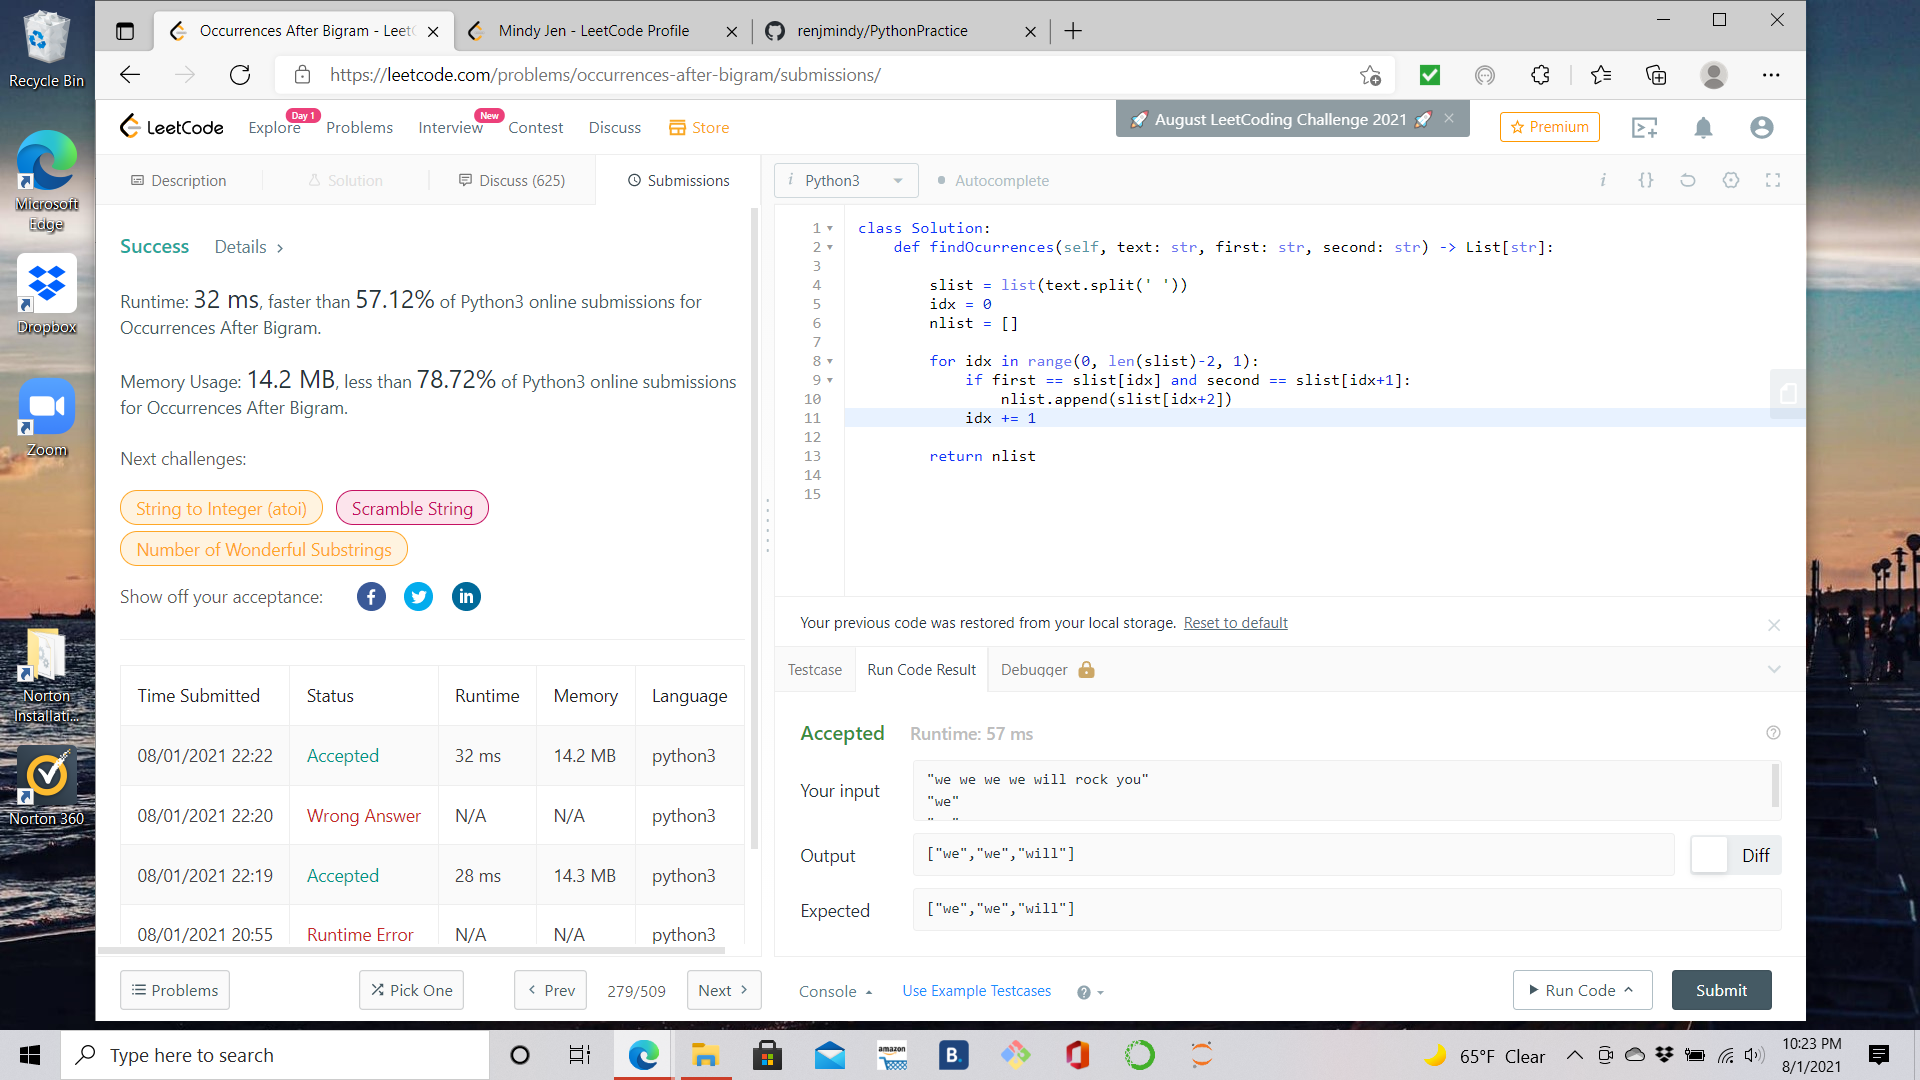 Recycle Bin
Microsoft
Edge
Dropbox
Zoom
Norton
Installati...
Norton 360
Occurrences After Bigram - Leet
Mindy Jen - LeetCode Profile
renjmindy/PythonPractice
https://leetcode.com/problems/occurrences-after-bigram/submissions/
LeetCode
Explore
Day 1
Problems
Interview
New
Contest
Discuss
Store
August LeetCoding Challenge 2021
Premium
Description
Solution
Discuss (625)
Submissions
i Python3
Autocomplete
i {}
Success Details >
Runtime: 32 ms, faster than 57.12% of Python3 online submissions for
Occurrences After Bigram.
Memory Usage: 14.2 MB, less than 78.72% of Python3 online submissions
for Occurrences After Bigram.
Next challenges:
String to Integer (atoi)
Scramble String
Number of Wonderful Substrings
Show off your acceptance:
Time Submitted Status Runtime Memory Language
08/01/2021 22:22 Accepted 32 ms 14.2 MB python3
08/01/2021 22:20 Wrong Answer N/A N/A python3
08/01/2021 22:19 Accepted 28 ms 14.3 MB python3
08/01/2021 20:55 Runtime Error N/A N/A python3
Problems
Pick One
Prev
279/509
Next
1 class Solution:
2 def findOcurrences(self, text: str, first: str, second: str) -> List[str]:
3
4 slist = list(text.split(' '))
5 idx = 0
6 nlist = []
7
8 for idx in range(0, len(slist)-2, 1):
9 if first == slist[idx] and second == slist[idx+1]:
10 nlist.append(slist[idx+2])
11 idx += 1
12
13 return nlist
14
15
Your previous code was restored from your local storage. Reset to default
Testcase
Run Code Result
Debugger
Accepted Runtime: 57 ms
Your input
"we we we we will rock you"
"we"
Output
["we","we","will"]
Diff
Expected
["we","we","will"]
Console
Use Example Testcases
Run Code
Submit
Type here to search
amazon
B.
65°F Clear
10:23 PM
8/1/2021